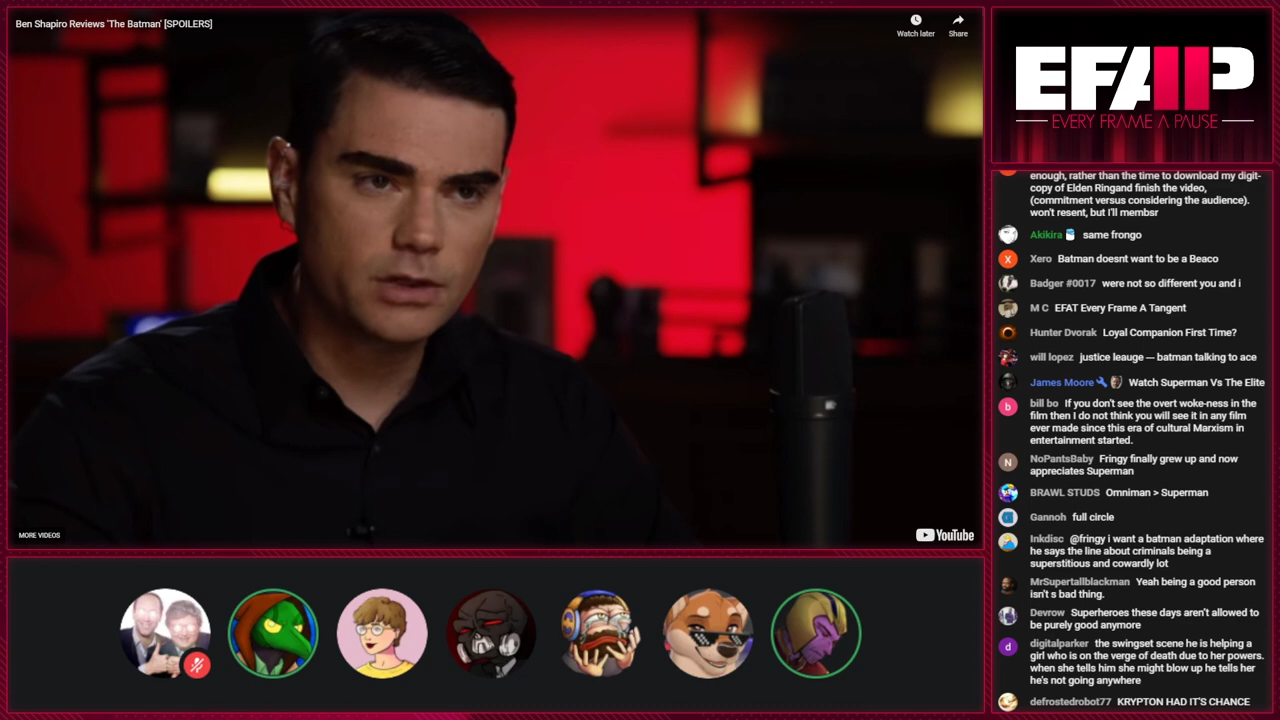 Ben Shapiro Reviews 'The Batman' [SPOILERS]
Watch later
Share
MORE VIDEOS
YouTube
EFAP
EVERY FRAME A PAUSE
enough, rather than the time to download my digit-
copy of Elden Ringand finish the video,
(commitment versus considering the audience).
won't resent, but I'll membsr
Akikira same frongo
X
Xero Batman doesnt want to be a Beaco
Badger #0017 were not so different you and i
M C EFAT Every Frame A Tangent
Hunter Dvorak Loyal Companion First Time?
will lopez justice leauge — batman talking to ace
James Moore Watch Superman Vs The Elite
b
bill bo If you don't see the overt woke-ness in the
film then I do not think you will see it in any film
ever made since this era of cultural Marxism in
entertainment started.
N
NoPantsBaby Fringy finally grew up and now
appreciates Superman
BRAWL STUDS Omniman > Superman
Gannoh full circle
Inkdisc @fringy i want a batman adaptation where
he says the line about criminals being a
superstitious and cowardly lot
MrSupertallblackman Yeah being a good person
isn't s bad thing.
Devrow Superheroes these days aren't allowed to
be purely good anymore
d
digitalparker the swingset scene he is helping a
girl who is on the verge of death due to her powers.
when she tells him she might blow up he tells her
he's not going anywhere
defrostedrobot77 KRYPTON HAD IT'S CHANCE